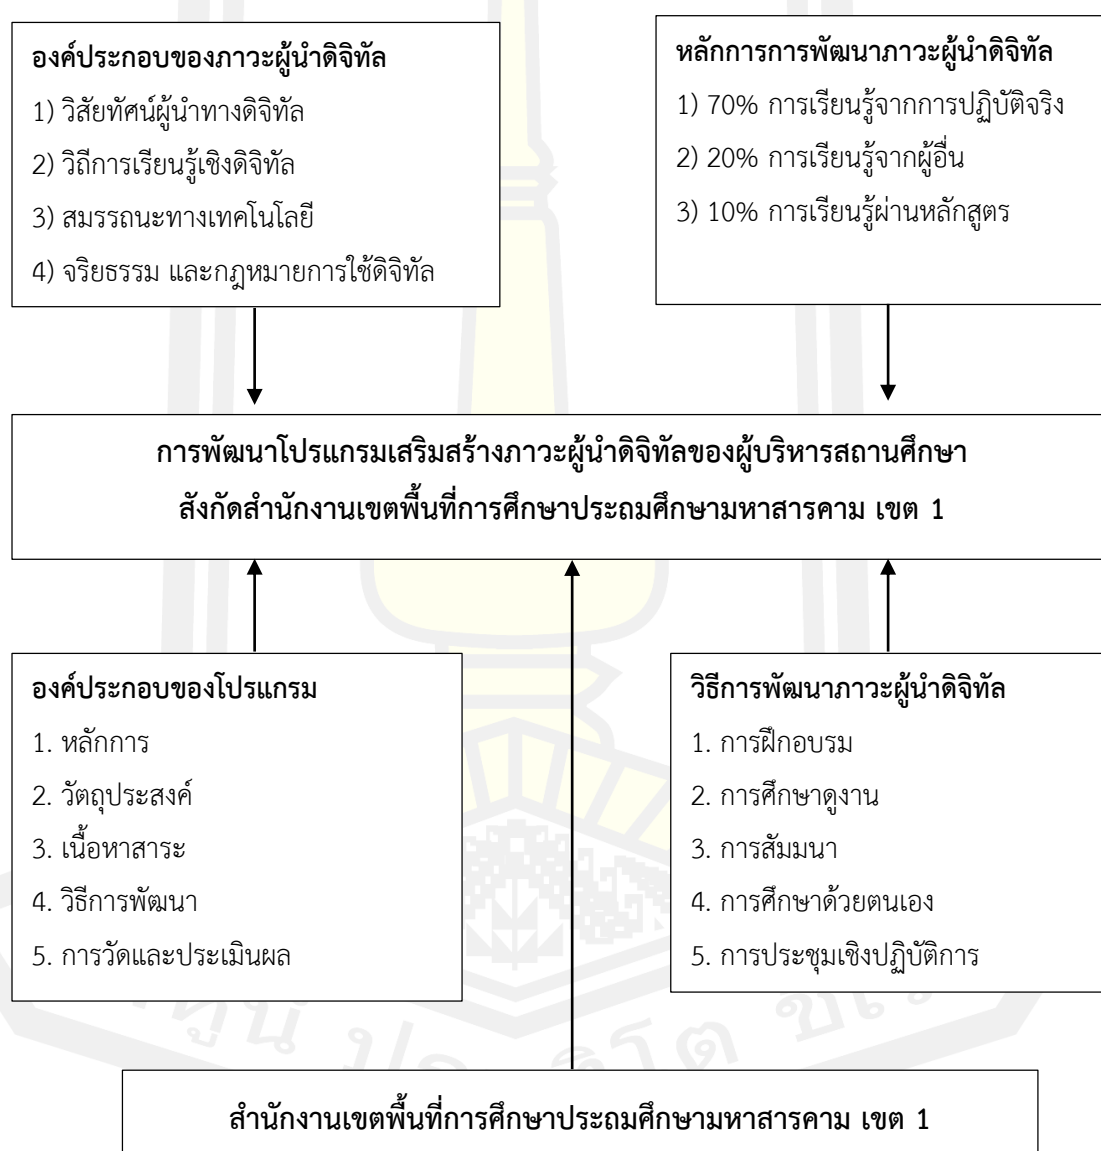 องค์ประกอบของภาวะผู้นำดิจิทัล
1) วิสัยทัศน์ผู้นำทางดิจิทัล
2) วิถีการเรียนรู้เชิงดิจิทัล
3) สมรรถนะทางเทคโนโลยี
4) จริยธรรม และกฎหมายการใช้ดิจิทัล
หลักการการพัฒนาภาวะผู้นำดิจิทัล
1) 70% การเรียนรู้จากการปฏิบัติจริง
2) 20% การเรียนรู้จากผู้อื่น
3) 10% การเรียนรู้ผ่านหลักสูตร
การพัฒนาโปรแกรมเสริมสร้างภาวะผู้นำดิจิทัลของผู้บริหารสถานศึกษา
สังกัดสำนักงานเขตพื้นที่การศึกษาประถมศึกษามหาสารคาม เขต 1
องค์ประกอบของโปรแกรม
1. หลักการ
2. วัตถุประสงค์
3. เนื้อหาสาระ
4. วิธีการพัฒนา
5. การวัดและประเมินผล
วิธีการพัฒนาภาวะผู้นำดิจิทัล
1. การฝึกอบรม
2. การศึกษาดูงาน
3. การสัมมนา
4. การศึกษาด้วยตนเอง
5. การประชุมเชิงปฏิบัติการ
สำนักงานเขตพื้นที่การศึกษาประถมศึกษามหาสารคาม เขต 1